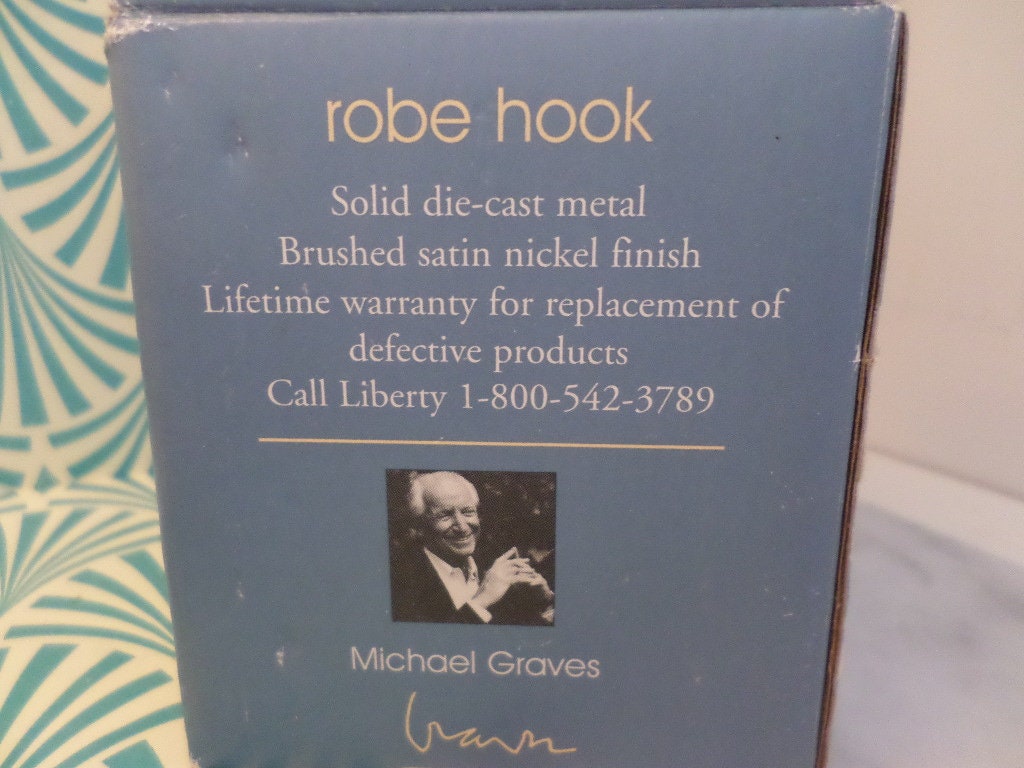 robe hook
Solid die-cast metal
Brushed satin nickel finish
Lifetime warranty for replacement of
defective products
Call Liberty 1-800-542-3789
Michael Graves
Graves